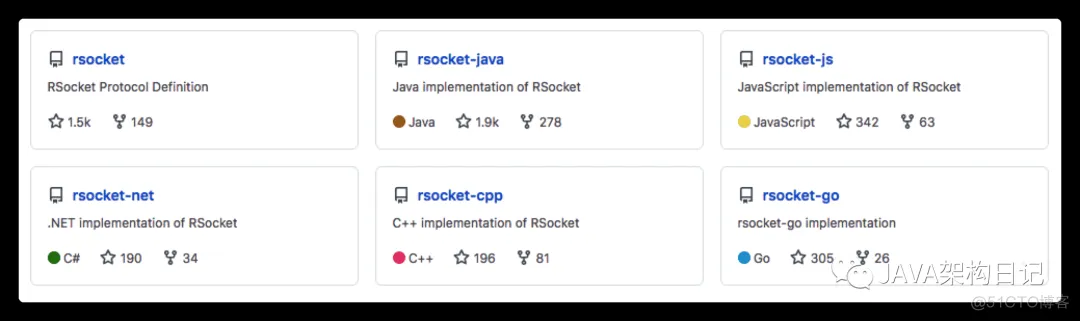 rsocket
RSocket Protocol Definition
1.5k 149
rsocket-java
Java implementation of RSocket
Java 1.9k 278
rsocket-js
JavaScript implementation of RSocket
JavaScript 342 63
rsocket-net
.NET implementation of RSocket
C# 190 34
rsocket-cpp
C++ implementation of RSocket
C++ 196 81
rsocket-go
rsocket-go implementation
Go 305 26
JAVA架构日记
@51CTO博客